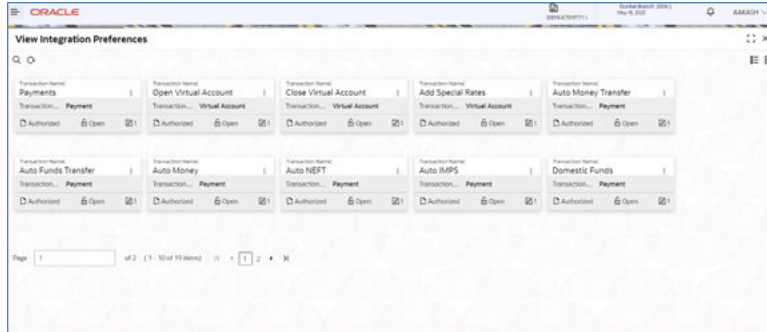 ORACLE
(DEFAULTENTITY)
May 16, 2025
AAKASH
View Integration Preferences
Transaction Name Transaction Name Transaction Name Transaction Name Transaction Name
Payments Open Virtual Account Close Virtual Account Add Special Rates Auto Money Transfer
Transaction... Payment Transaction... Virtual Account Transaction... Virtual Account Transaction... Virtual Account Transaction... Payment
Authorized Open 1 Authorized Open 1 Authorized Open 1 Authorized Open 1 Authorized Open 1
Transaction Name Transaction Name Transaction Name Transaction Name Transaction Name
Auto Funds Transfer Auto Money Auto NEFT Auto IMPS Domestic Funds
Transaction... Payment Transaction... Payment Transaction... Payment Transaction... Payment Transaction... Payment
Authorized Open 1 Authorized Open 1 Authorized Open 1 Authorized Open 1 Authorized Open 1
Page 1 of 2 (1 - 10 of 19 items) 1 2